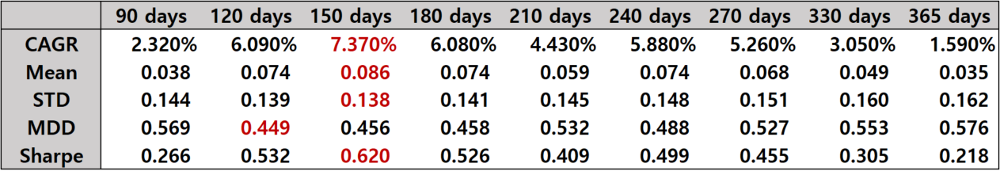 90 days 120 days 150 days 180 days 210 days 240 days 270 days 330 days 365 days
CAGR 2.320% 6.090% 7.370% 6.080% 4.430% 5.880% 5.260% 3.050% 1.590%
Mean 0.038 0.074 0.086 0.074 0.059 0.074 0.068 0.049 0.035
STD 0.144 0.139 0.138 0.141 0.145 0.148 0.151 0.160 0.162
MDD 0.569 0.449 0.456 0.458 0.532 0.488 0.527 0.553 0.576
Sharpe 0.266 0.532 0.620 0.526 0.409 0.499 0.455 0.305 0.218